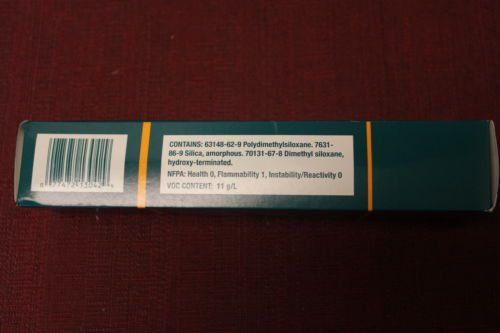 CONTAINS: 63148-62-9 Polydimethylsiloxane. 7631-
86-9 Silica, amorphous. 70131-67-8 Dimethyl siloxane,
hydroxy-terminated.
NFPA: Health 0, Flammability 1, Instability/Reactivity 0
VOC CONTENT: 11 g/L